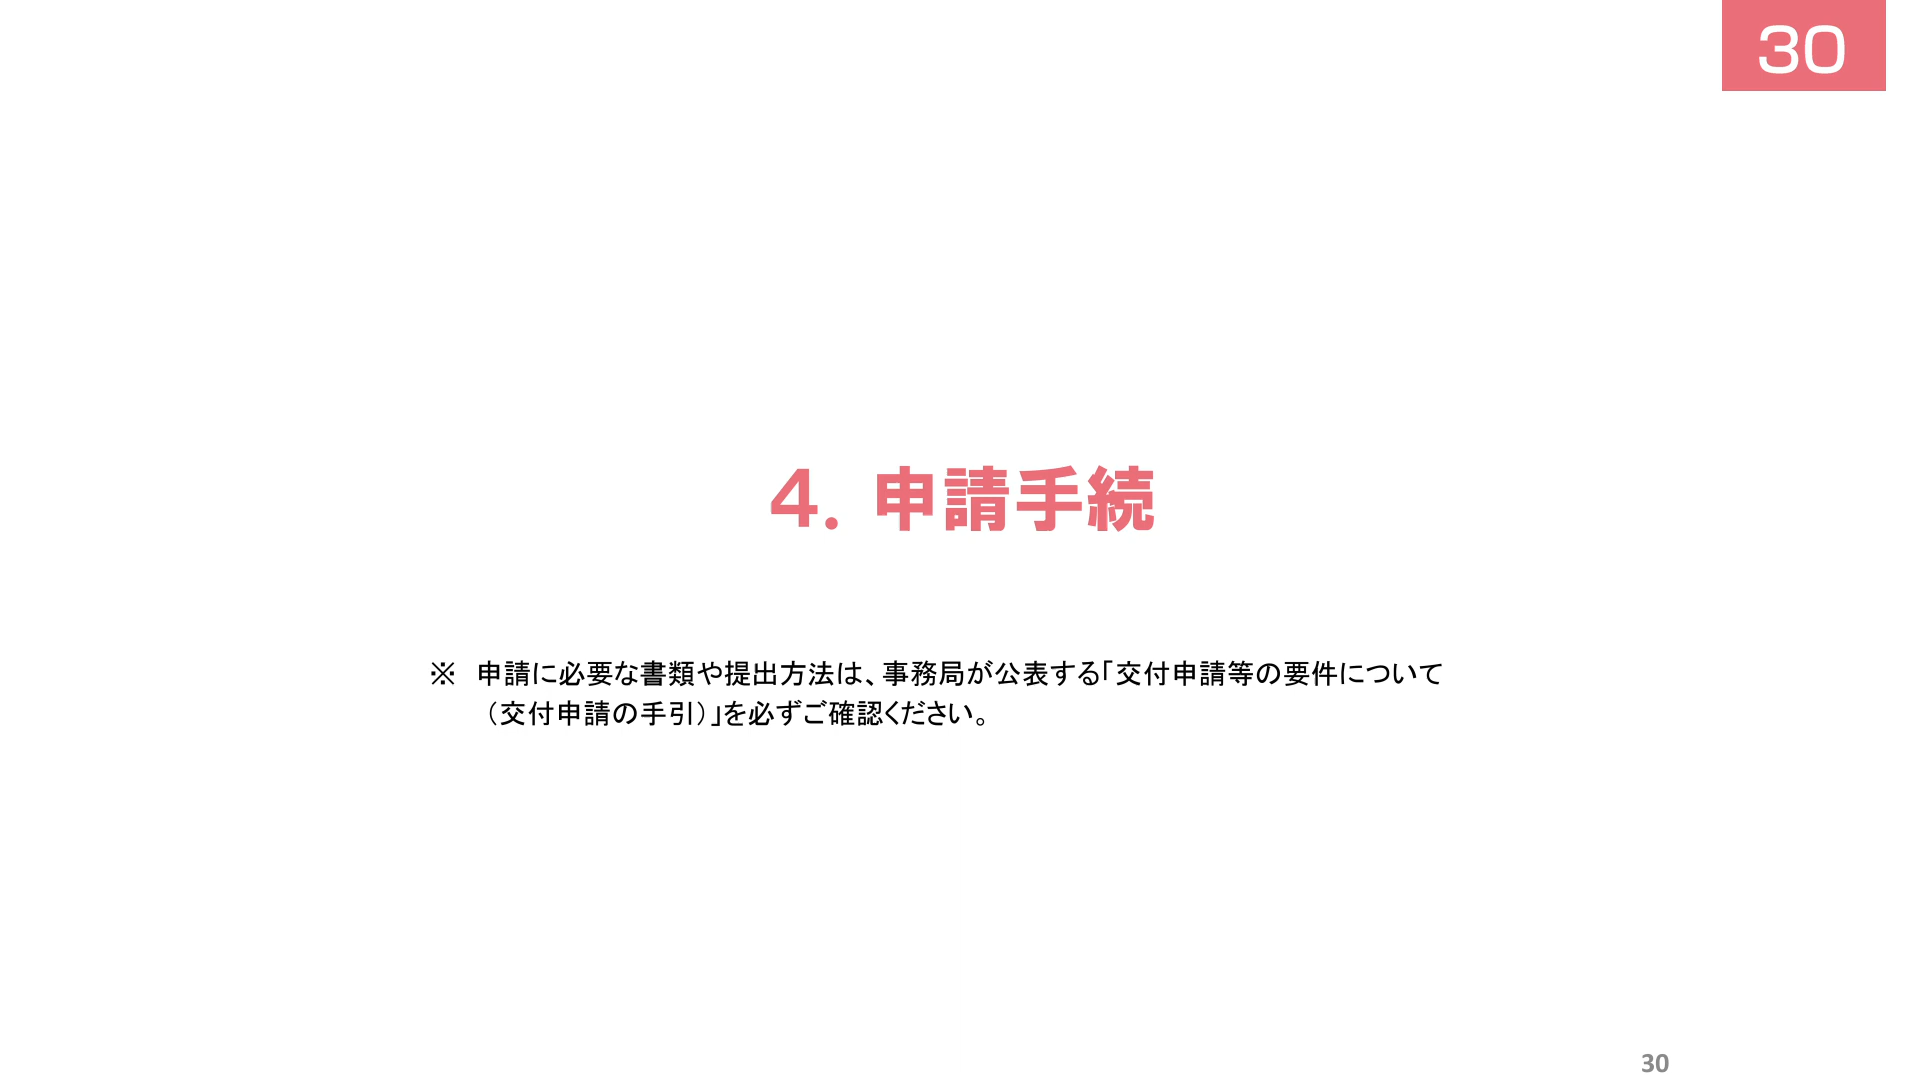 30
4. 申請手続
※　申請に必要な書類や提出方法は、事務局が公表する「交付申請等の要件について
（交付申請の手引）」を必ずご確認ください。
30